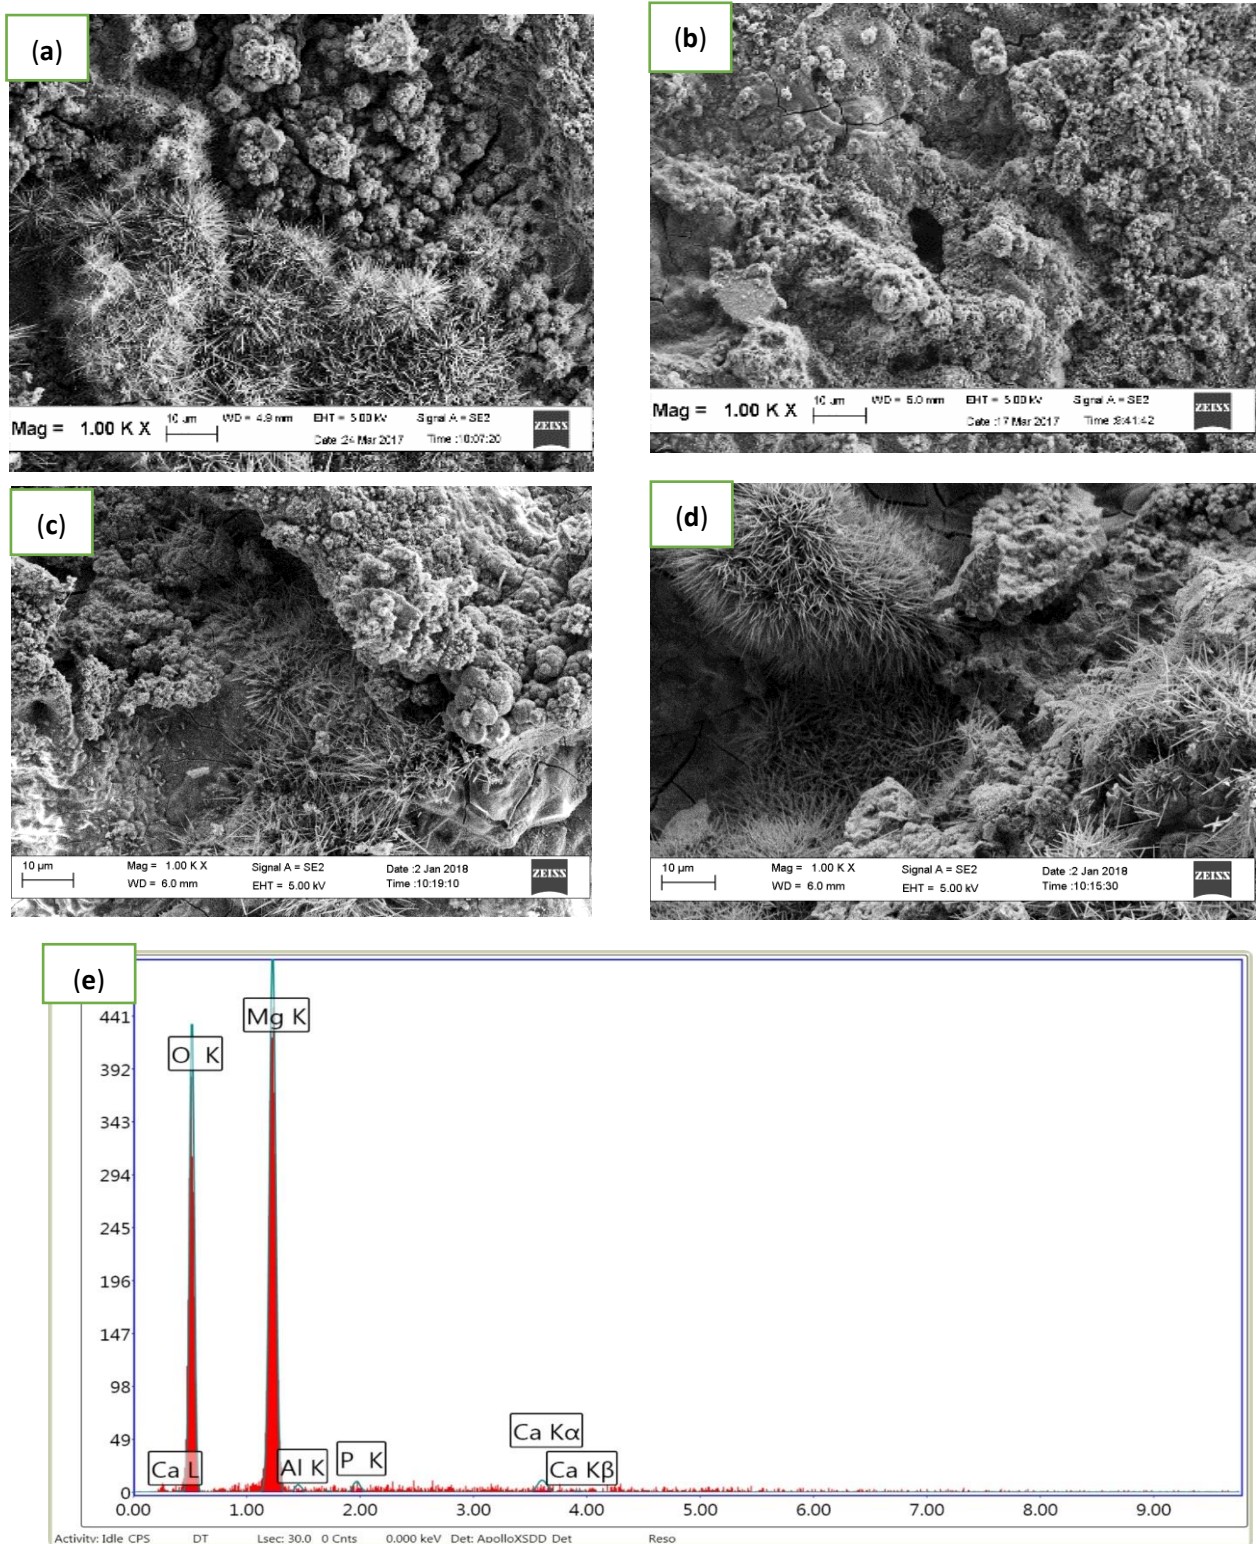 (a)
10 µm WD = 4.9 mm EHT = 5.00 kV Signal A = SE2 ZEISS
Mag = 1.00 K X Date :24 Mar 2017 Time :10:07:20
(b)
10 µm WD = 5.0 mm EHT = 5.00 kV Signal A = SE2 ZEISS
Mag = 1.00 K X Date :17 Mar 2017 Time :9:41:42
(c)
10 µm Mag = 1.00 K X Signal A = SE2 Date :2 Jan 2018 ZEISS
WD = 6.0 mm EHT = 5.00 kV Time :10:19:10
(d)
10 µm Mag = 1.00 K X Signal A = SE2 Date :2 Jan 2018 ZEISS
WD = 6.0 mm EHT = 5.00 kV Time :10:15:30
(e)
441
392
343
294
245
196
147
98
49
0
O K
Mg K
Ca L
Al K
P K
Ca Kα
Ca Kβ
0.00 1.00 2.00 3.00 4.00 5.00 6.00 7.00 8.00 9.00
Activity: Idle CPS DT Lsec: 30.0 0 Cnts 0.000 keV Det: ApolloXSDD Det Reso